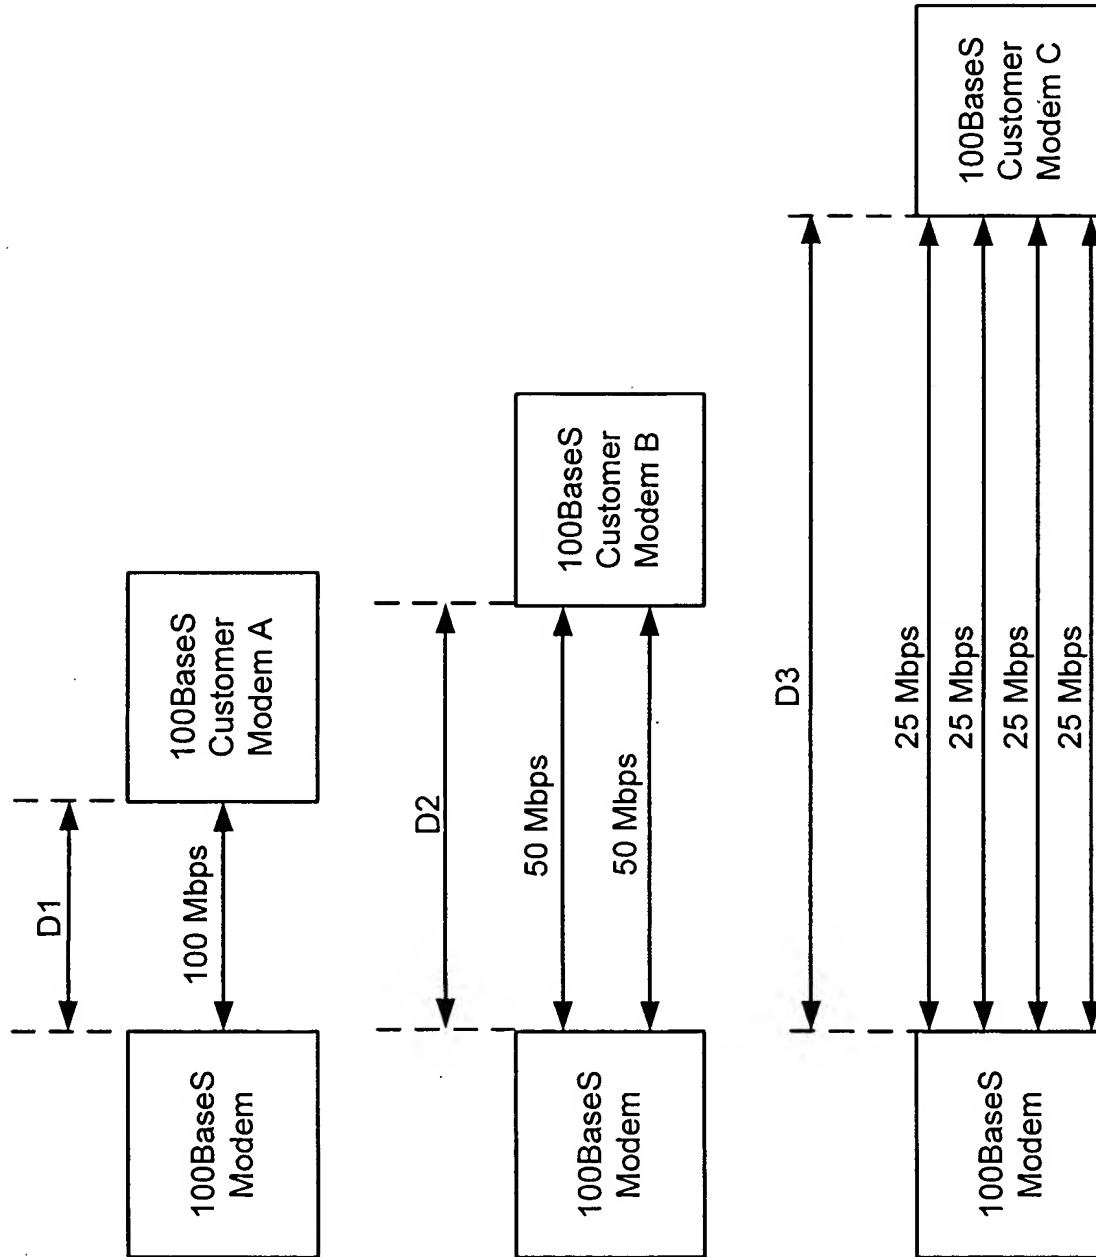 D1
100BaseS
Modem
100 Mbps
100BaseS
Customer
Modem A
D2
100BaseS
Modem
50 Mbps
50 Mbps
100BaseS
Customer
Modem B
D3
100BaseS
Modem
25 Mbps
25 Mbps
25 Mbps
25 Mbps
100BaseS
Customer
Modem C